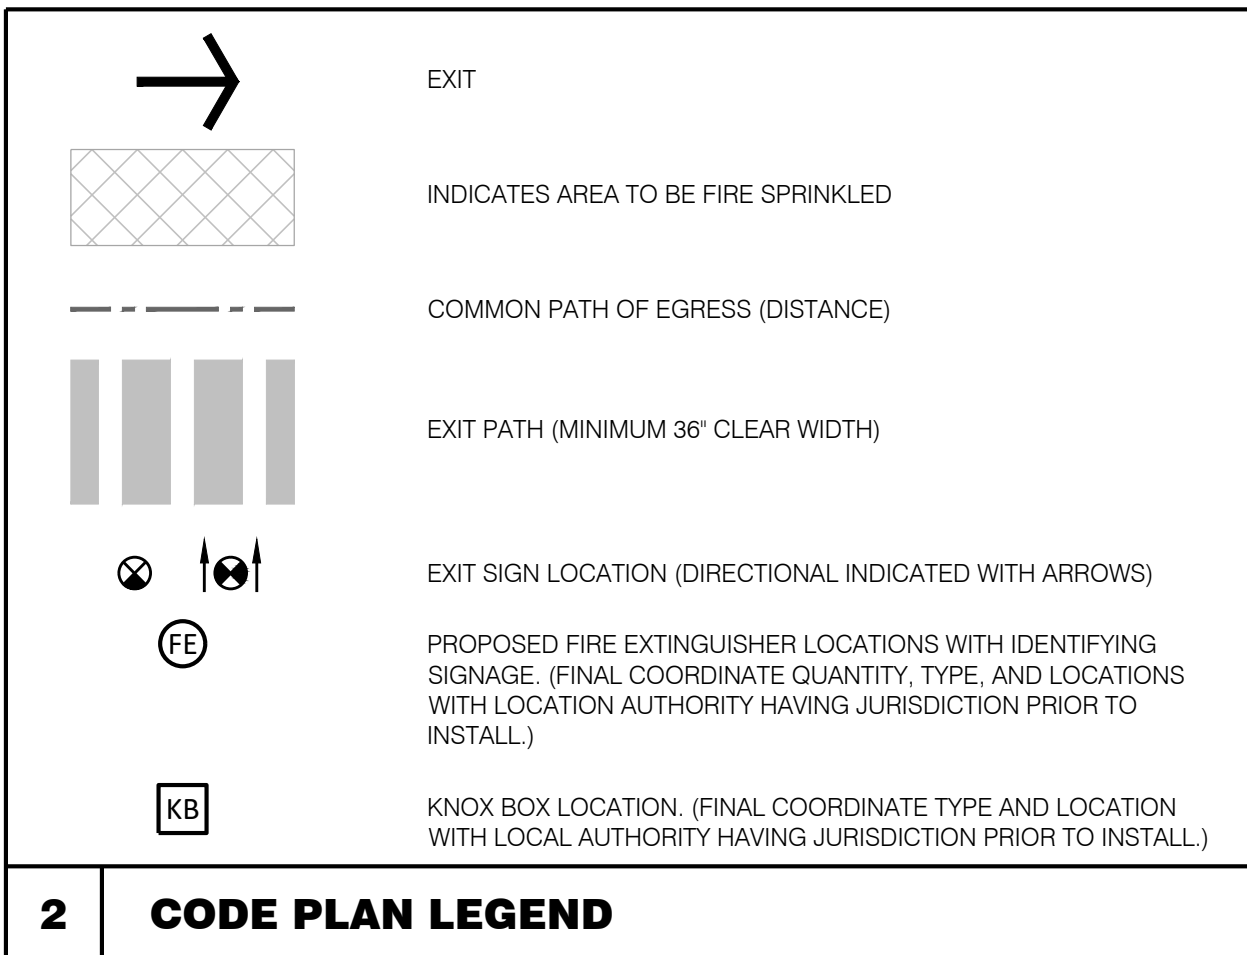 EXIT
INDICATES AREA TO BE FIRE SPRINKLED
COMMON PATH OF EGRESS (DISTANCE)
EXIT PATH (MINIMUM 36" CLEAR WIDTH)
EXIT SIGN LOCATION (DIRECTIONAL INDICATED WITH ARROWS)
FE
PROPOSED FIRE EXTINGUISHER LOCATIONS WITH IDENTIFYING
SIGNAGE. (FINAL COORDINATE QUANTITY, TYPE, AND LOCATIONS
WITH LOCATION AUTHORITY HAVING JURISDICTION PRIOR TO
INSTALL.)
KB
KNOX BOX LOCATION. (FINAL COORDINATE TYPE AND LOCATION
WITH LOCAL AUTHORITY HAVING JURISDICTION PRIOR TO INSTALL.)
2
CODE PLAN LEGEND